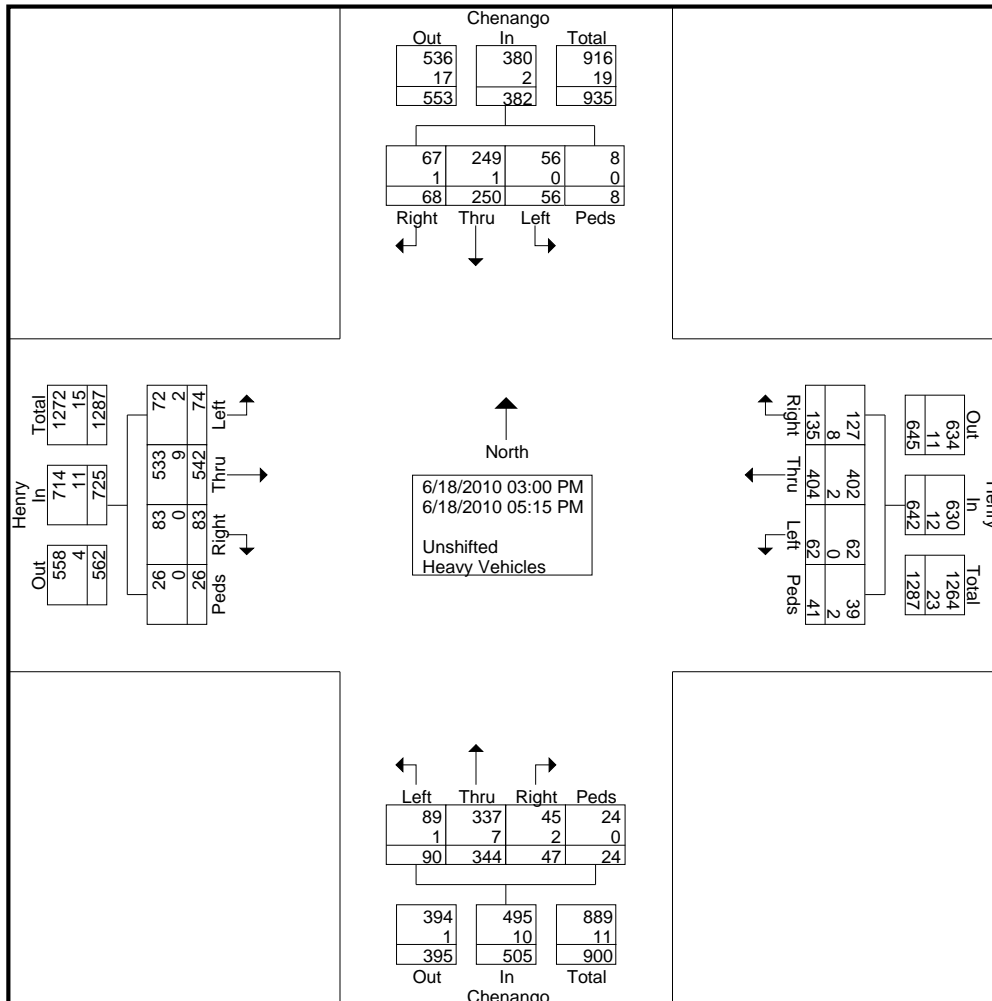 Chenango
Out In Total
536 380 916
17 2 19
553 382 935
67 249 56 8
1 1 0 0
68 250 56 8
Right Thru Left Peds
Henry
Total In Out
1272 714 558
15 11 4
1287 725 562
72 533 83 26
2 9 0 0
74 542 83 26
Left Thru Right Peds
North
6/18/2010 03:00 PM
6/18/2010 05:15 PM
Unshifted
Heavy Vehicles
Right Thru Left Peds
127 402 62 39
8 2 0 2
135 404 62 41
Out In Total
634 630 1264
11 12 23
645 642 1287
Henry
Left Thru Right Peds
89 337 45 24
1 7 2 0
90 344 47 24
394 495 889
1 10 11
395 505 900
Out In Total
Chenango